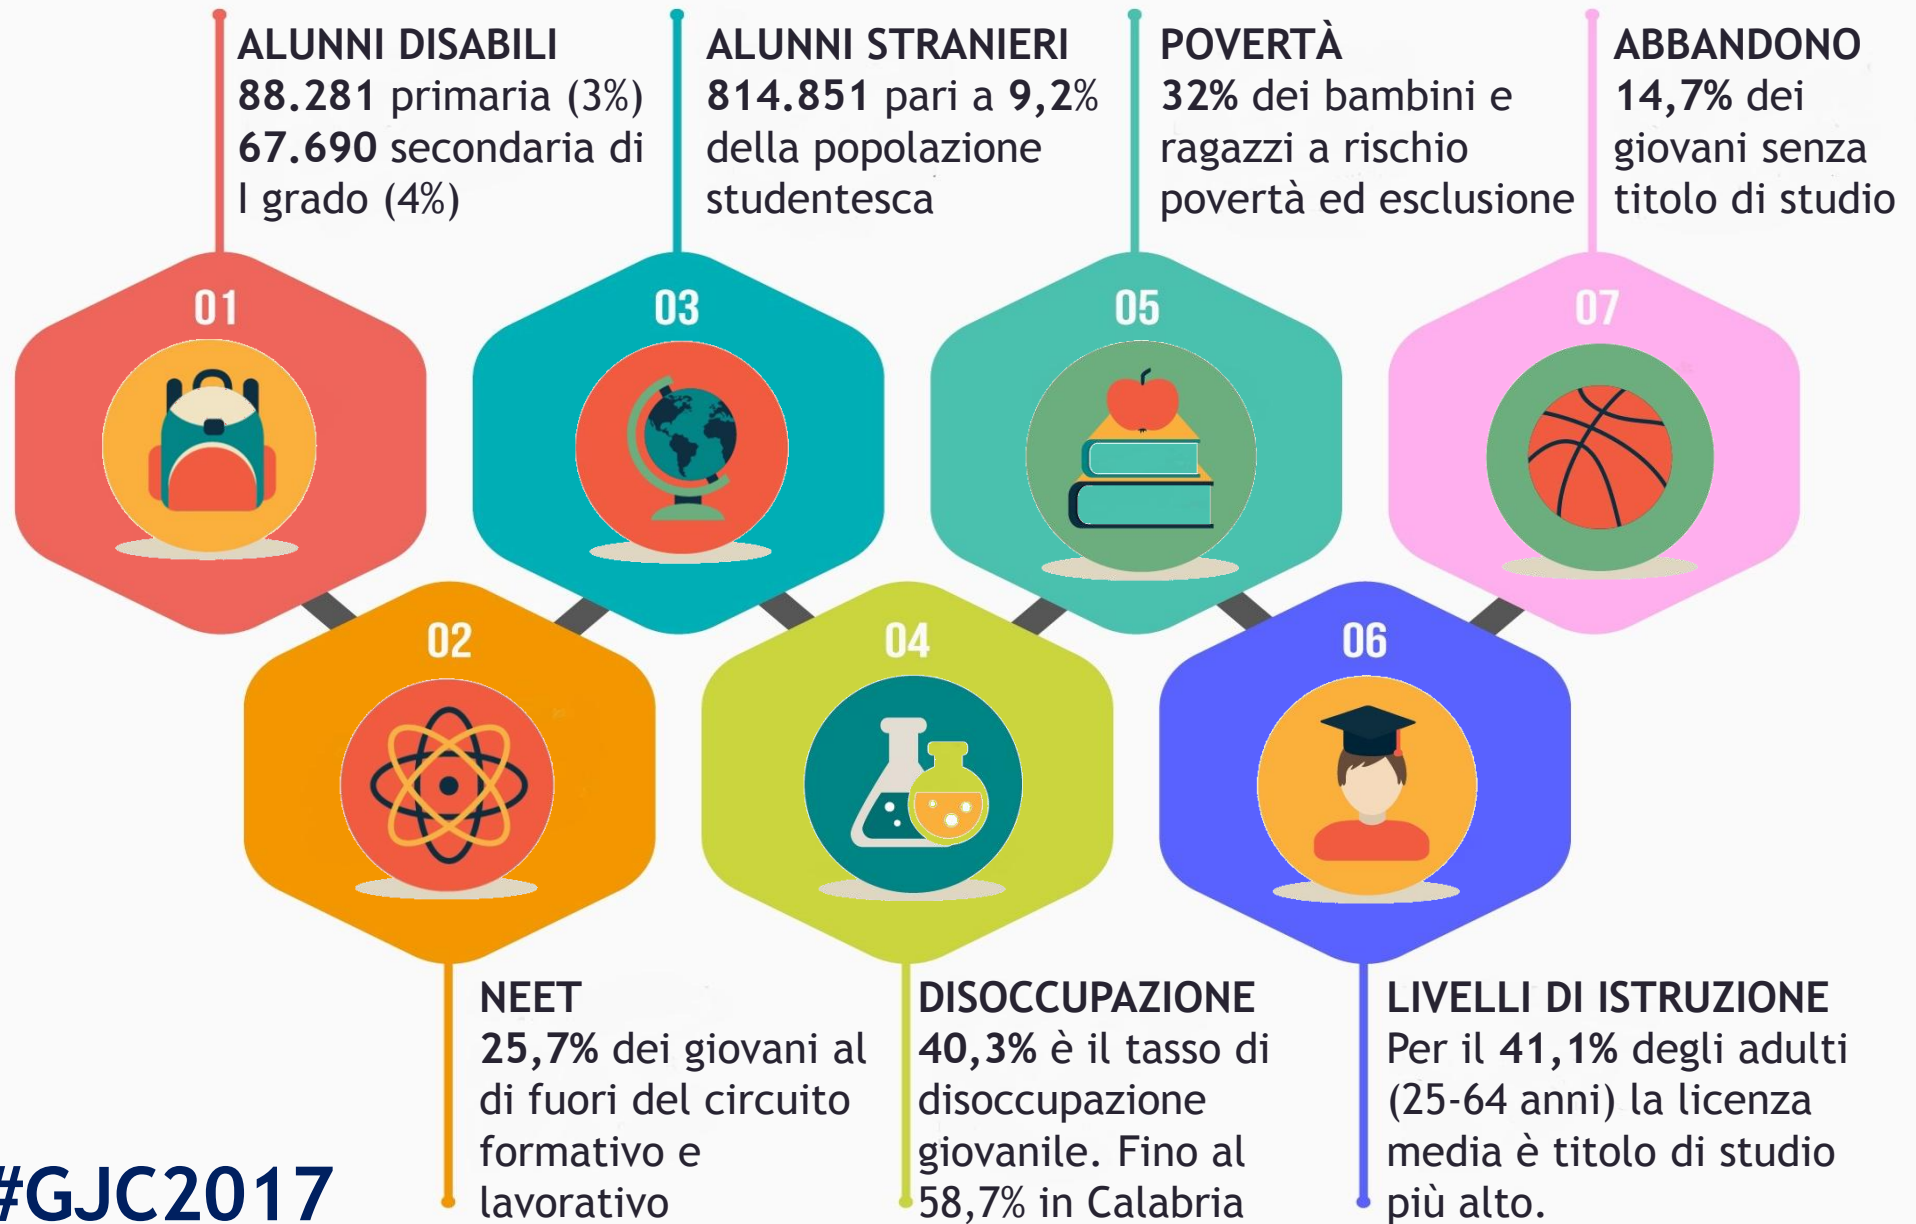 ALUNNI DISABILI
88.281 primaria (3%)
67.690 secondaria di
I grado (4%)
ALUNNI STRANIERI
814.851 pari a 9,2%
della popolazione
studentesca
POVERTÀ
32% dei bambini e
ragazzi a rischio
povertà ed esclusione
ABBANDONO
14,7% dei
giovani senza
titolo di studio
01
03
05
07
02
04
06
NEET
25,7% dei giovani al
di fuori del circuito
formativo e
lavorativo
DISOCCUPAZIONE
40,3% è il tasso di
disoccupazione
giovanile. Fino al
58,7% in Calabria
LIVELLI DI ISTRUZIONE
Per il 41,1% degli adulti
(25-64 anni) la licenza
media è titolo di studio
più alto.
#GJC2017